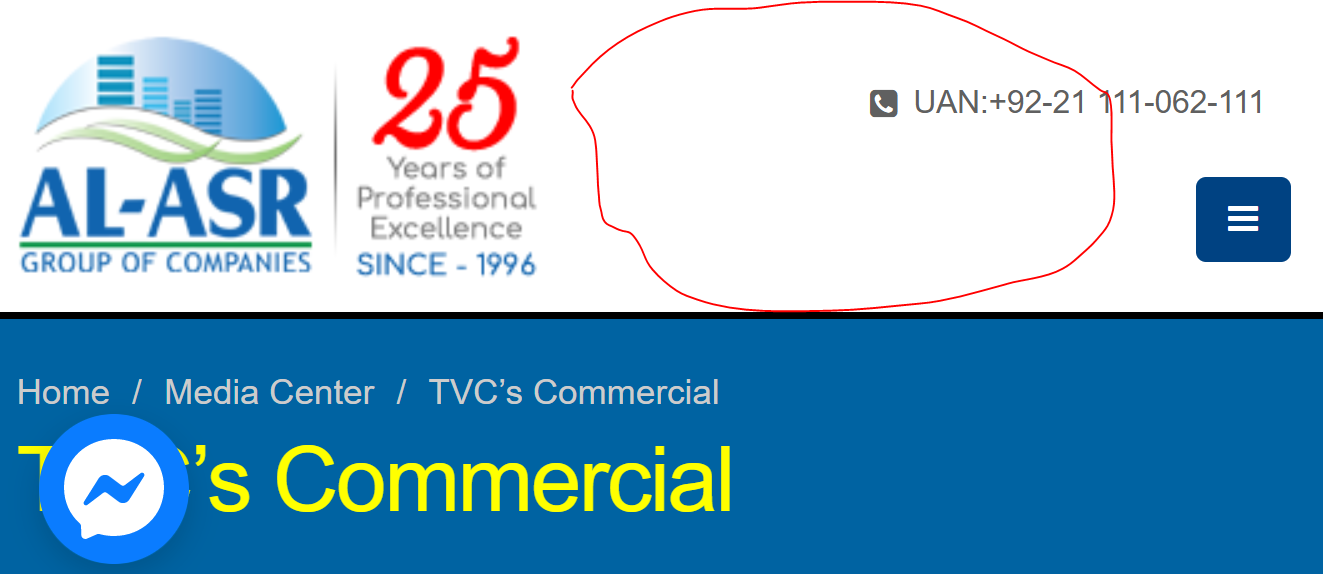 25
Years of
Professional
Excellence
SINCE - 1996
AL-ASR
GROUP OF COMPANIES
UAN:+92-21 111-062-111
Home / Media Center / TVC’s Commercial
’s Commercial